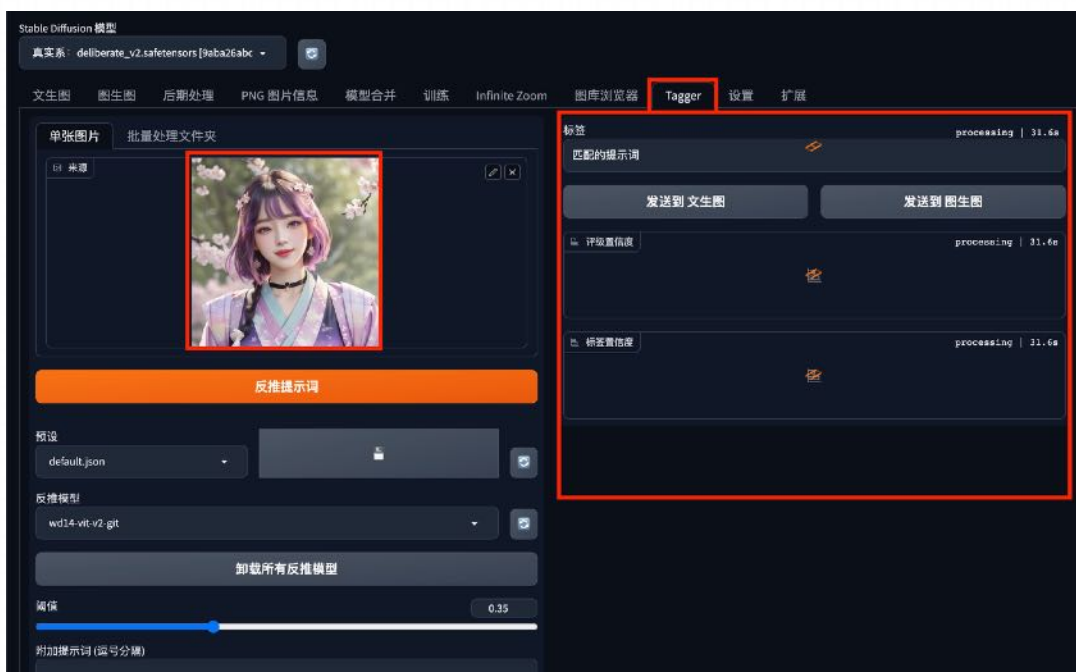 Stable Diffusion 模型
真实系：deliberate_v2.safetensors [9aba26abc
文生图 图生图 后期处理 PNG 图片信息 模型合并 训练 Infinite Zoom 图库浏览器 Tagger 设置 扩展
单张图片 批量处理文件夹
来源
反推提示词
预设
default.json
反推模型
wd14-vit-v2-git
卸载所有反推模型
阈值
0.35
附加提示词 (逗号分隔)
标签
processing | 31.6s
匹配的提示词
发送到 文生图 发送到 图生图
评级置信度
processing | 31.6s
标签置信度
processing | 31.6s